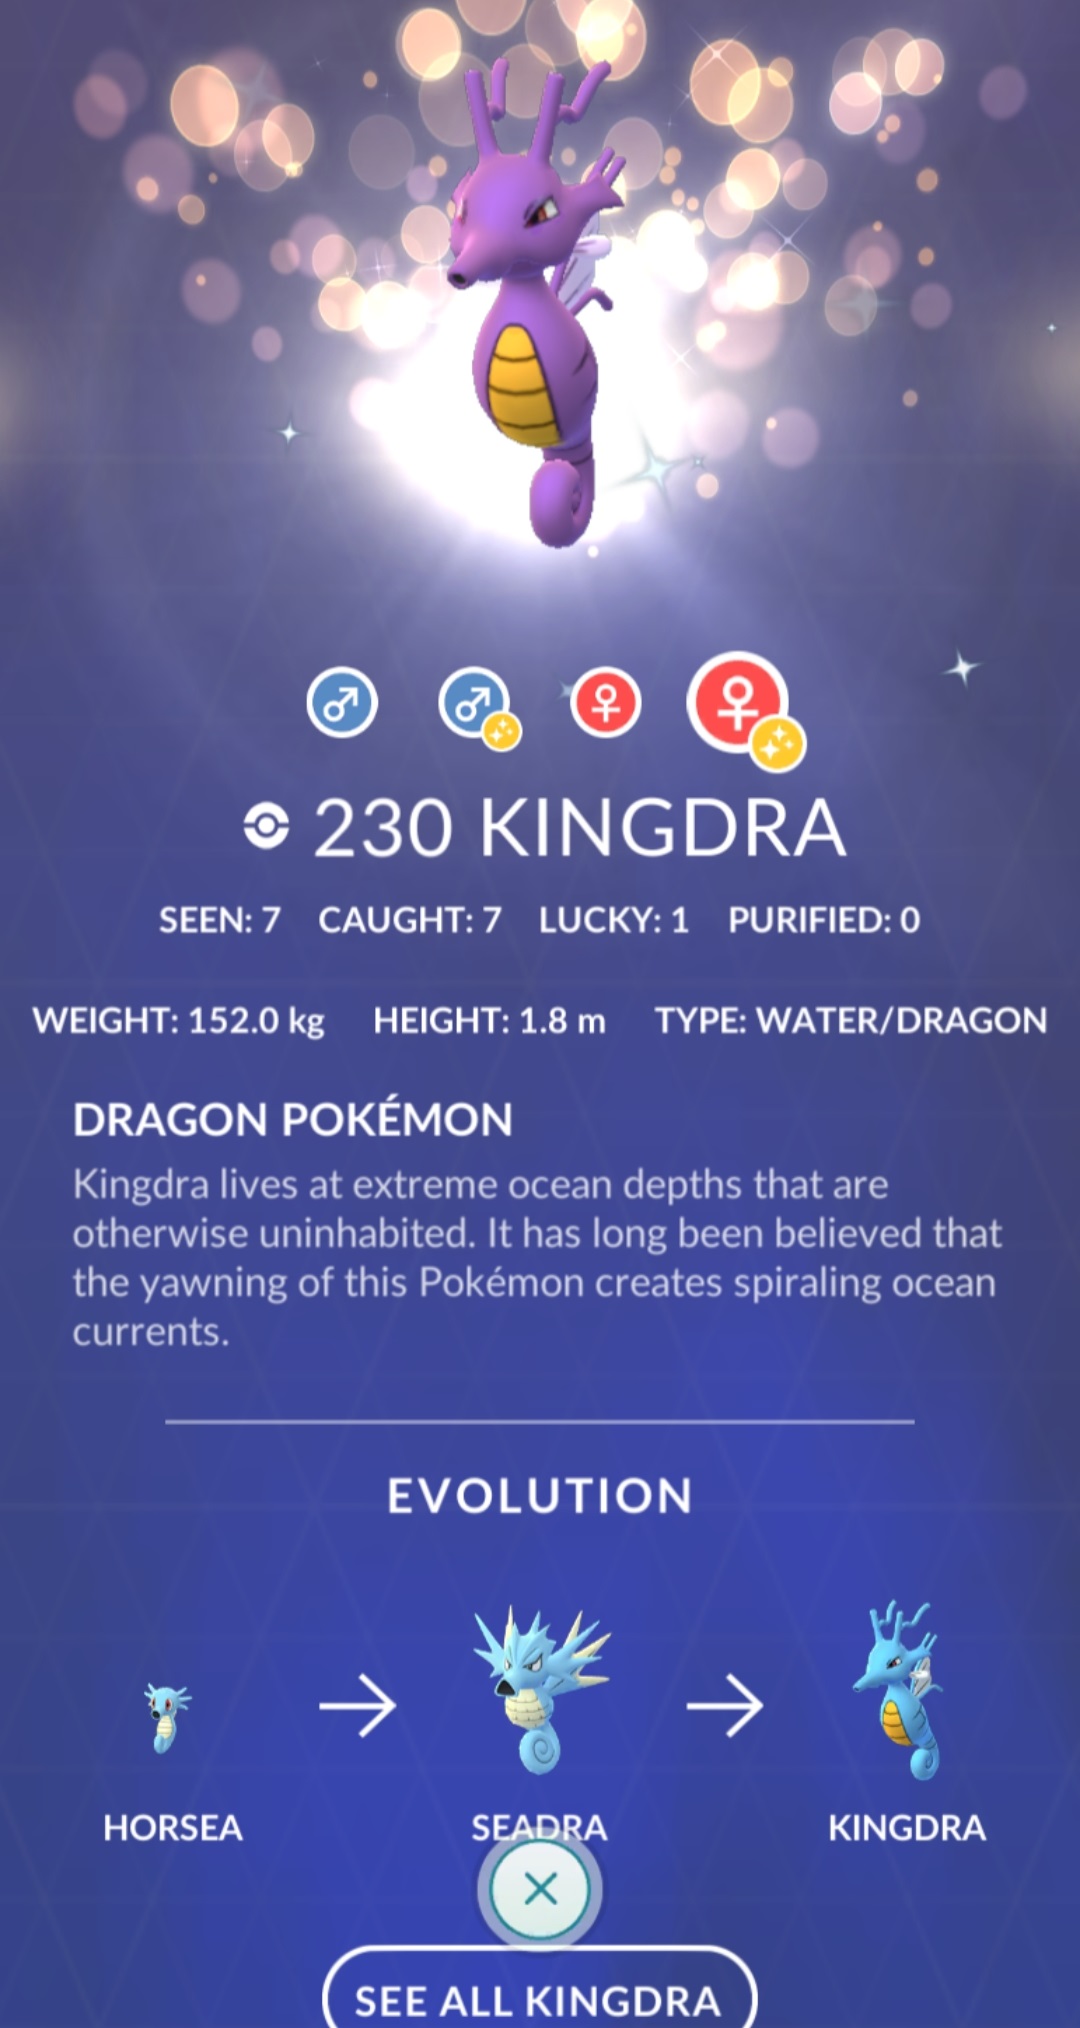 230 KINGDRA
SEEN: 7 CAUGHT: 7 LUCKY: 1 PURIFIED: 0
WEIGHT: 152.0 kg HEIGHT: 1.8 m TYPE: WATER/DRAGON
DRAGON POKÉMON
Kingdra lives at extreme ocean depths that are
otherwise uninhabited. It has long been believed that
the yawning of this Pokémon creates spiraling ocean
currents.
EVOLUTION
HORSEA SEADRA KINGDRA
SEE ALL KINGDRA